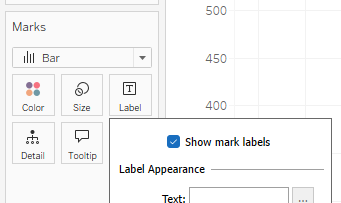 Marks
Bar
Color Size Label
Detail Tooltip
500
450
400
Show mark labels
Label Appearance
Text:
...